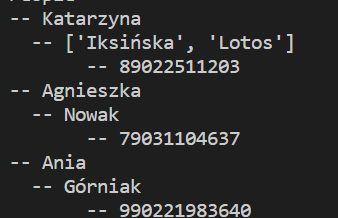 -- Katarzyna
-- ['Iksińska', 'Lotos']
-- 89022511203
-- Agnieszka
-- Nowak
-- 79031104637
-- Ania
-- Górniak
-- 990221983640